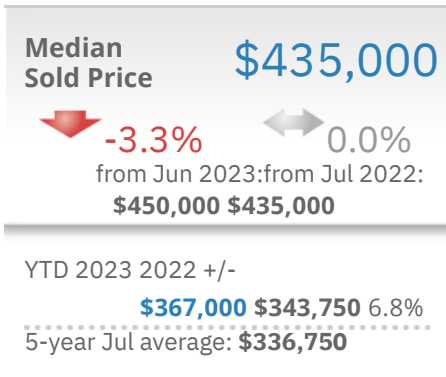 Median
Sold Price
$435,000
-3.3%
0.0%
from Jun 2023:from Jul 2022:
$450,000 $435,000
YTD 2023 2022 +/-
$367,000 $343,750 6.8%
5-year Jul average: $336,750